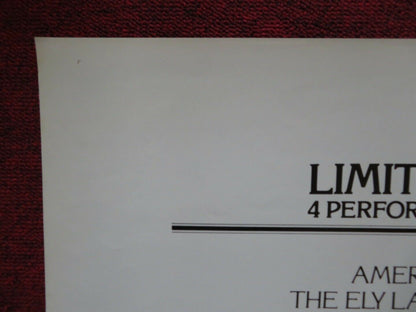 LIMIT
4 PERFOR
AMER
THE ELY LA